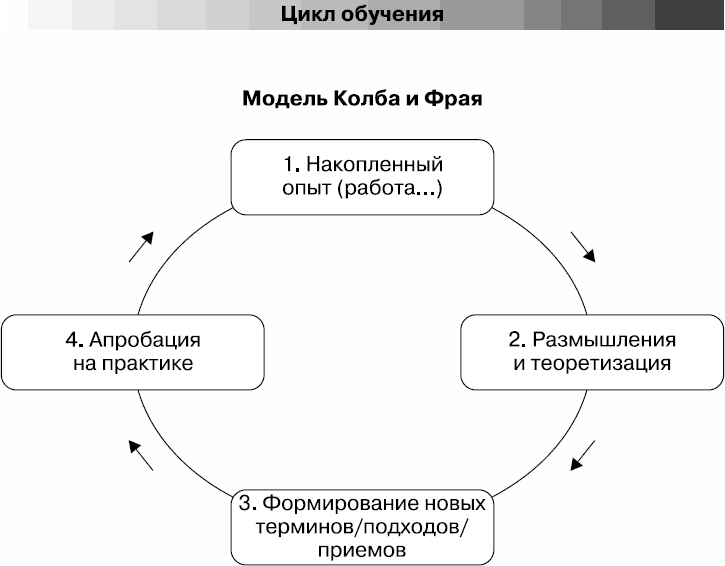 Цикл обучения
Модель Колба и Фрая
1. Накопленный
опыт (работа...)
2. Размышления
и теоретизация
3. Формирование новых
терминов/подходов/
приемов
4. Апробация
на практике